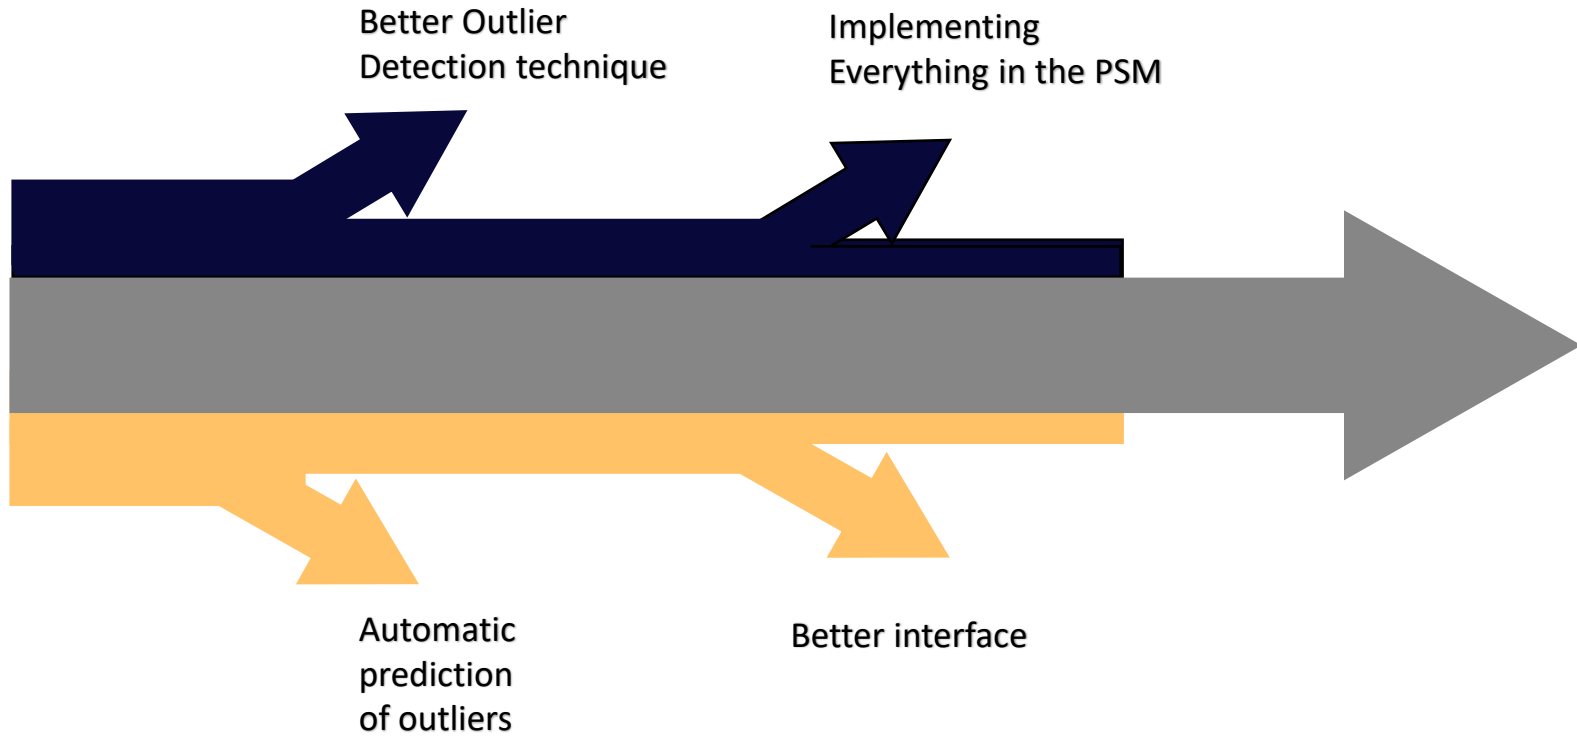 Better Outlier
Detection technique
Implementing
Everything in the PSM
Automatic
prediction
of outliers
Better interface